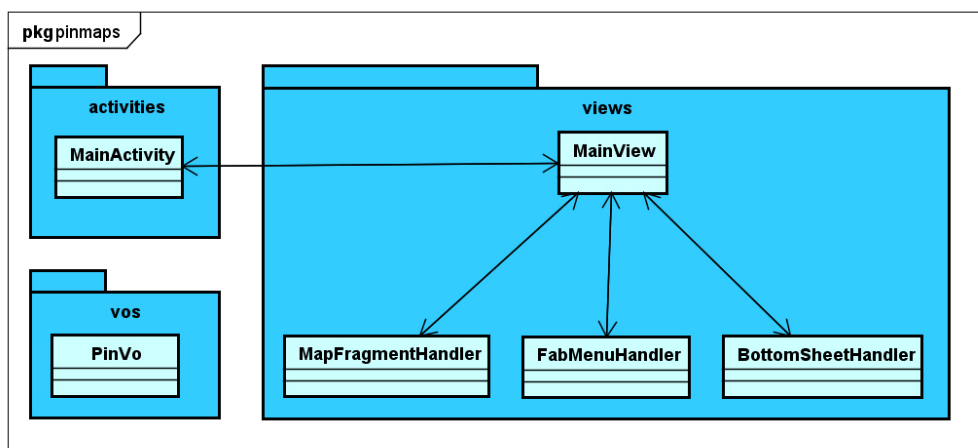 pkg pinmaps
activities
MainActivity
views
MainView
vos
PinVo
MapFragmentHandler
FabMenuHandler
BottomSheetHandler